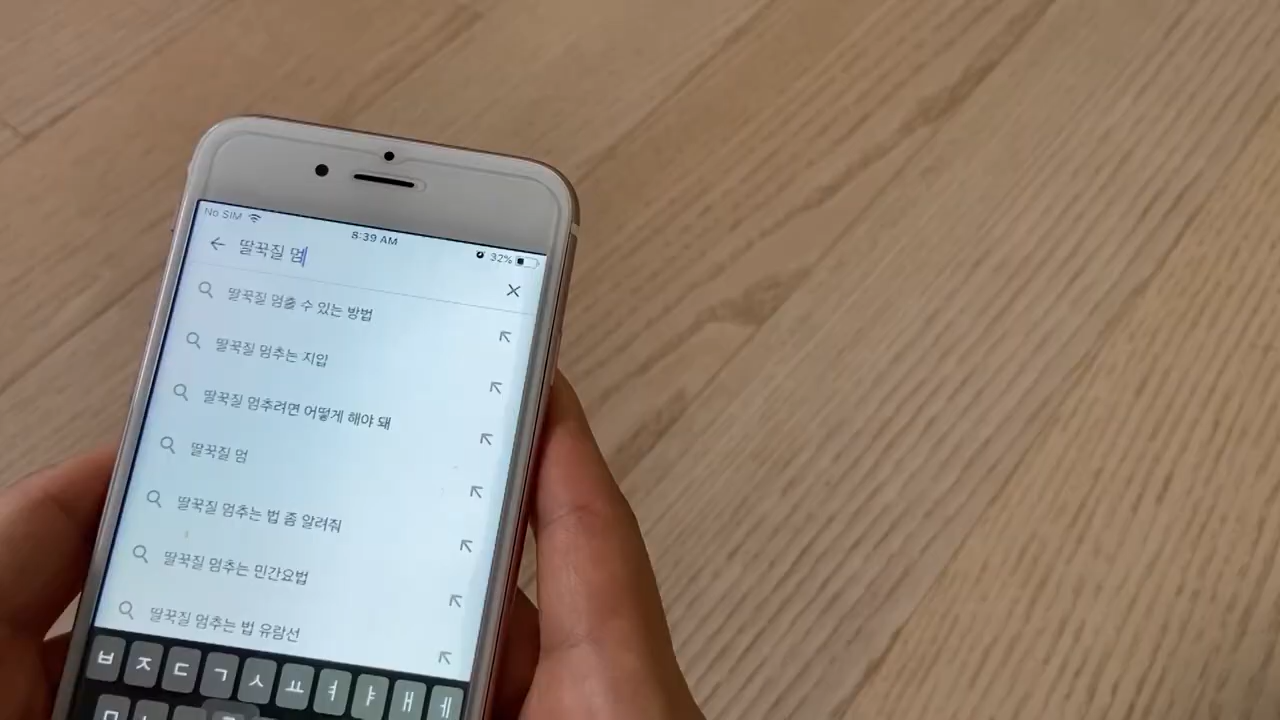 No SIM
8:39 AM
32%
딸꾹질 멈
딸꾹질 멈출 수 있는 방법
딸꾹질 멈추는 지압
딸꾹질 멈추려면 어떻게 해야 돼
딸꾹질 멈
딸꾹질 멈추는 법 좀 알려줘
딸꾹질 멈추는 민간요법
딸꾹질 멈추는 법 유람선
ㅂ ㅈ ㄷ ㄱ ㅅ ㅛ ㅕ ㅑ ㅐ ㅔ